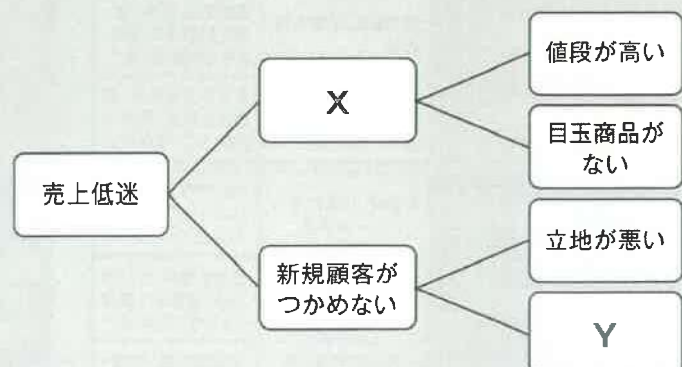 売上低迷
X
新規顧客が
つかめない
値段が高い
目玉商品が
ない
立地が悪い
Y